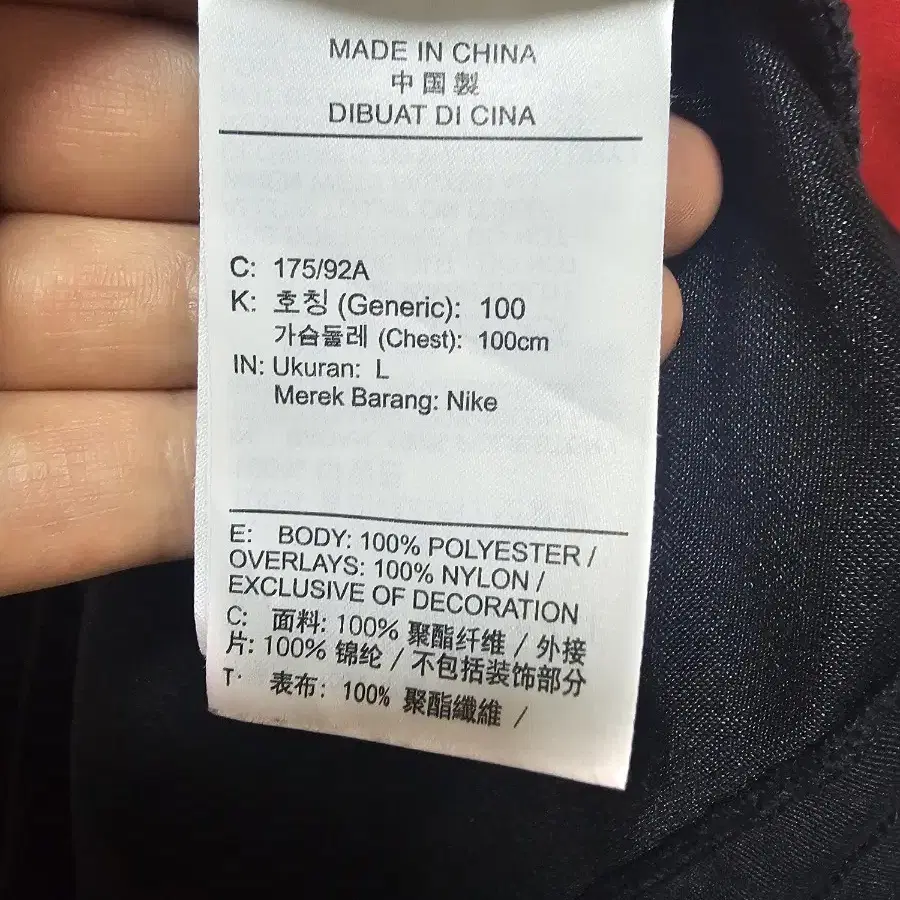 MADE IN CHINA
中国製
DIBUAT DI CINA
C: 175/92A
K: 호칭 (Generic): 100
가슴둘레 (Chest): 100cm
IN: Ukuran: L
Merek Barang: Nike
E: BODY: 100% POLYESTER /
OVERLAYS: 100% NYLON /
EXCLUSIVE OF DECORATION
C: 面料: 100% 聚酯纤维 / 外接
片: 100% 锦纶 / 不包括装饰部分
T: 表布: 100% 聚酯纖維 /